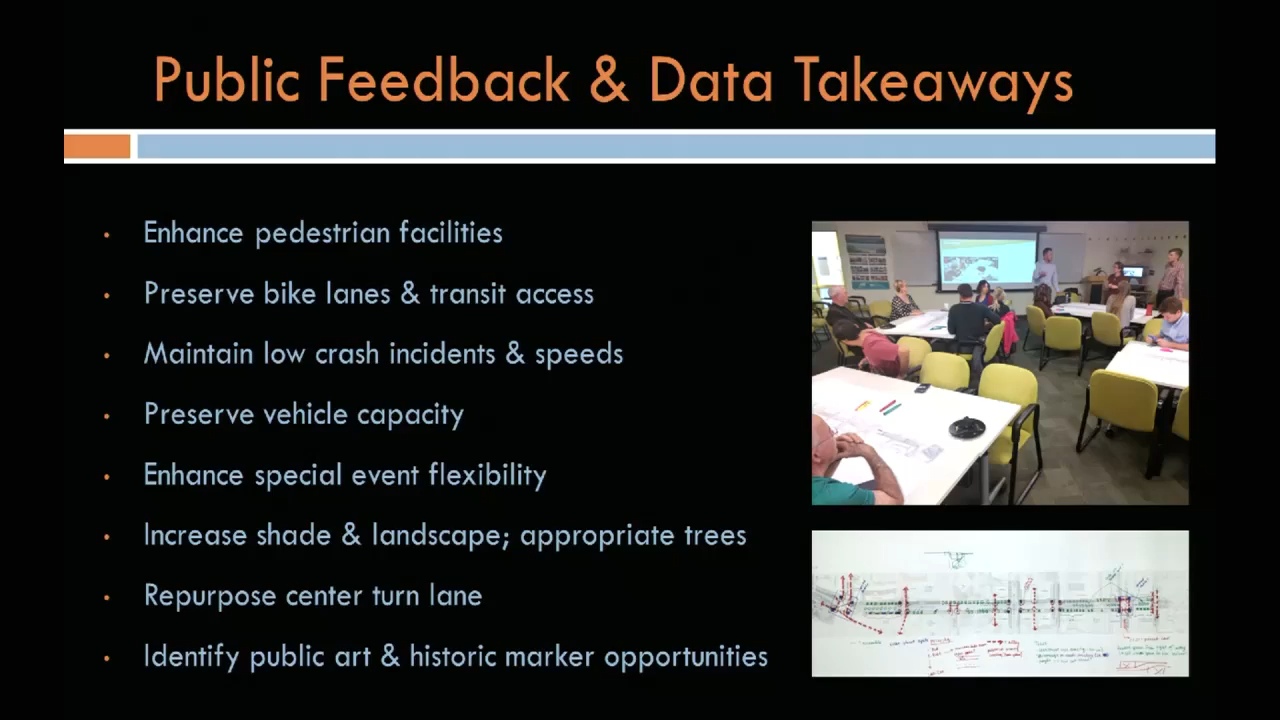 Public Feedback & Data Takeaways
• Enhance pedestrian facilities
• Preserve bike lanes & transit access
• Maintain low crash incidents & speeds
• Preserve vehicle capacity
• Enhance special event flexibility
• Increase shade & landscape; appropriate trees
• Repurpose center turn lane
• Identify public art & historic marker opportunities